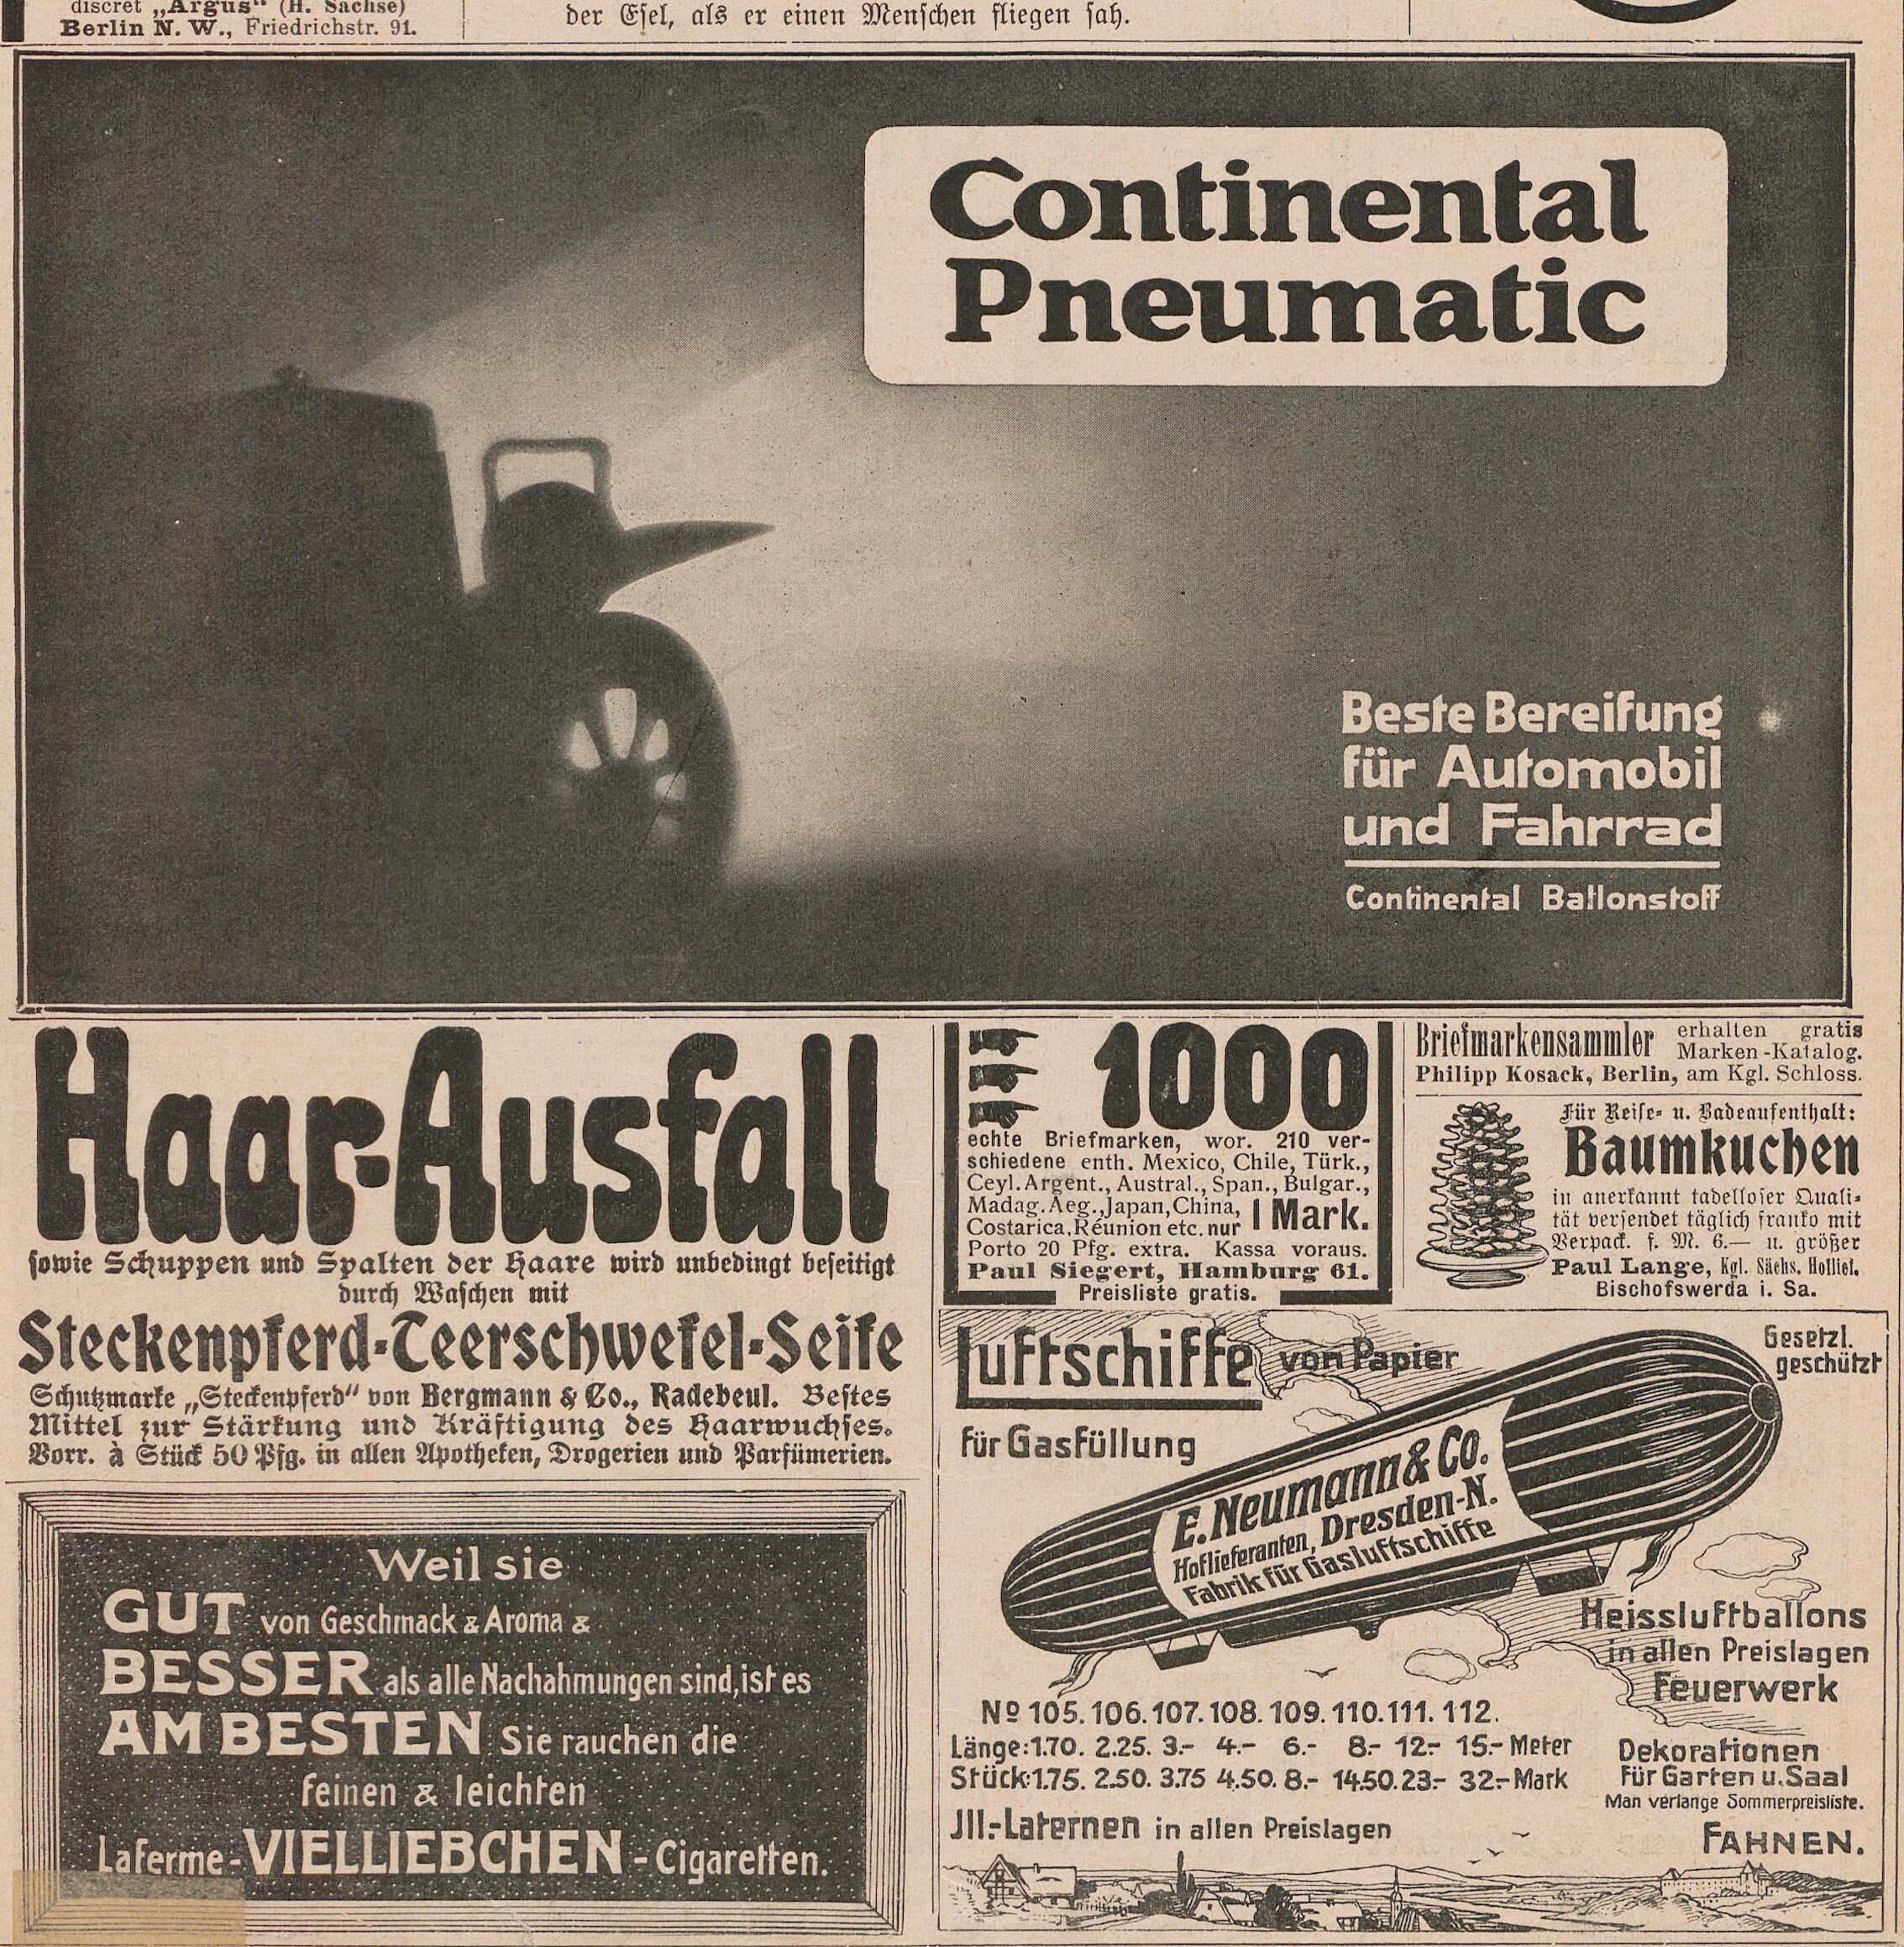 discret „Argus“ (H. Sachse)
Berlin N. W., Friedrichstr. 91.
der Eſel, als er einen Menſchen fliegen ſah.
Continental
Pneumatic
Beste Bereifung
für Automobil
und Fahrrad
Continental Ballonstoff
Haar-Ausfall
ſowie Schuppen und Spalten der Haare wird unbedingt beſeitigt
durch Waſchen mit
Steckenpferd-Teerschwefel-Seife
Schutzmarke „Steckenpferd“ von Bergmann & Co., Radebeul. Beſtes
Mittel zur Stärkung und Kräftigung des Haarwuchſes.
Vorr. à Stück 50 Pfg. in allen Apotheken, Drogerien und Parfümerien.
Weil sie
GUT von Geschmack & Aroma &
BESSER als alle Nachahmungen sind, ist es
AM BESTEN Sie rauchen die
feinen & leichten
Laferme-VIELLIEBCHEN-Cigaretten.
1000
echte Briefmarken, wor. 210 ver-
schiedene enth. Mexico, Chile, Türk.,
Ceyl. Argent., Austral., Span., Bulgar.,
Madag. Aeg., Japan, China,
Costarica, Réunion etc. nur 1 Mark.
Porto 20 Pfg. extra. Kassa voraus.
Paul Siegert, Hamburg 61.
Preisliste gratis.
Briefmarkensammler erhalten gratis
Marken-Katalog.
Philipp Kosack, Berlin, am Kgl. Schloss.
Für Reiſe- u. Badeaufenthalt:
Baumkuchen
in anerkannt tadelloſer Quali-
tät verſendet täglich franko mit
Verpack. f. M. 6.— u. größer
Paul Lange, Kgl. Sächs. Hoflief.
Bischofswerda i. Sa.
Luftschiffe von Papier
Gesetzl.
geschützt
für Gasfüllung
E. Neumann & Co.
Hoflieferanten, Dresden-N.
Fabrik für Gasluftschiffe
Heissluftballons
in allen Preislagen
Feuerwerk
No 105. 106. 107. 108. 109. 110. 111. 112.
Länge: 1.70. 2.25. 3.- 4.- 6.- 8.- 12.- 15.- Meter
Stück: 1.75. 2.50. 3.75 4.50. 8.- 14.50. 23.- 32.- Mark
Dekorationen
für Garten u. Saal
Man verlange Sommerpreisliste.
Jll.-Laternen in allen Preislagen
FAHNEN.